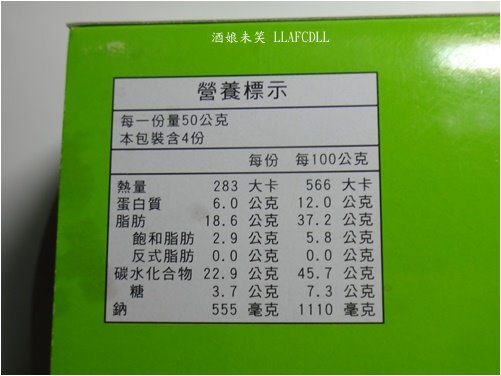 酒娘未笑 LLAFCDLL
營養標示
每一份量50公克
本包裝含4份
每份 每100公克
熱量 283 大卡 566 大卡
蛋白質 6.0 公克 12.0 公克
脂肪 18.6 公克 37.2 公克
飽和脂肪 2.9 公克 5.8 公克
反式脂肪 0.0 公克 0.0 公克
碳水化合物 22.9 公克 45.7 公克
糖 3.7 公克 7.3 公克
鈉 555 毫克 1110 毫克